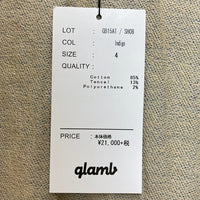 LOT : GB15AT / SH08
COL : Indigo
SIZE : 4
QUALITY :
Cotton 85%
Tencel 13%
Polyurethane 2%
PRICE : 本体価格
¥21,000+税
glamb